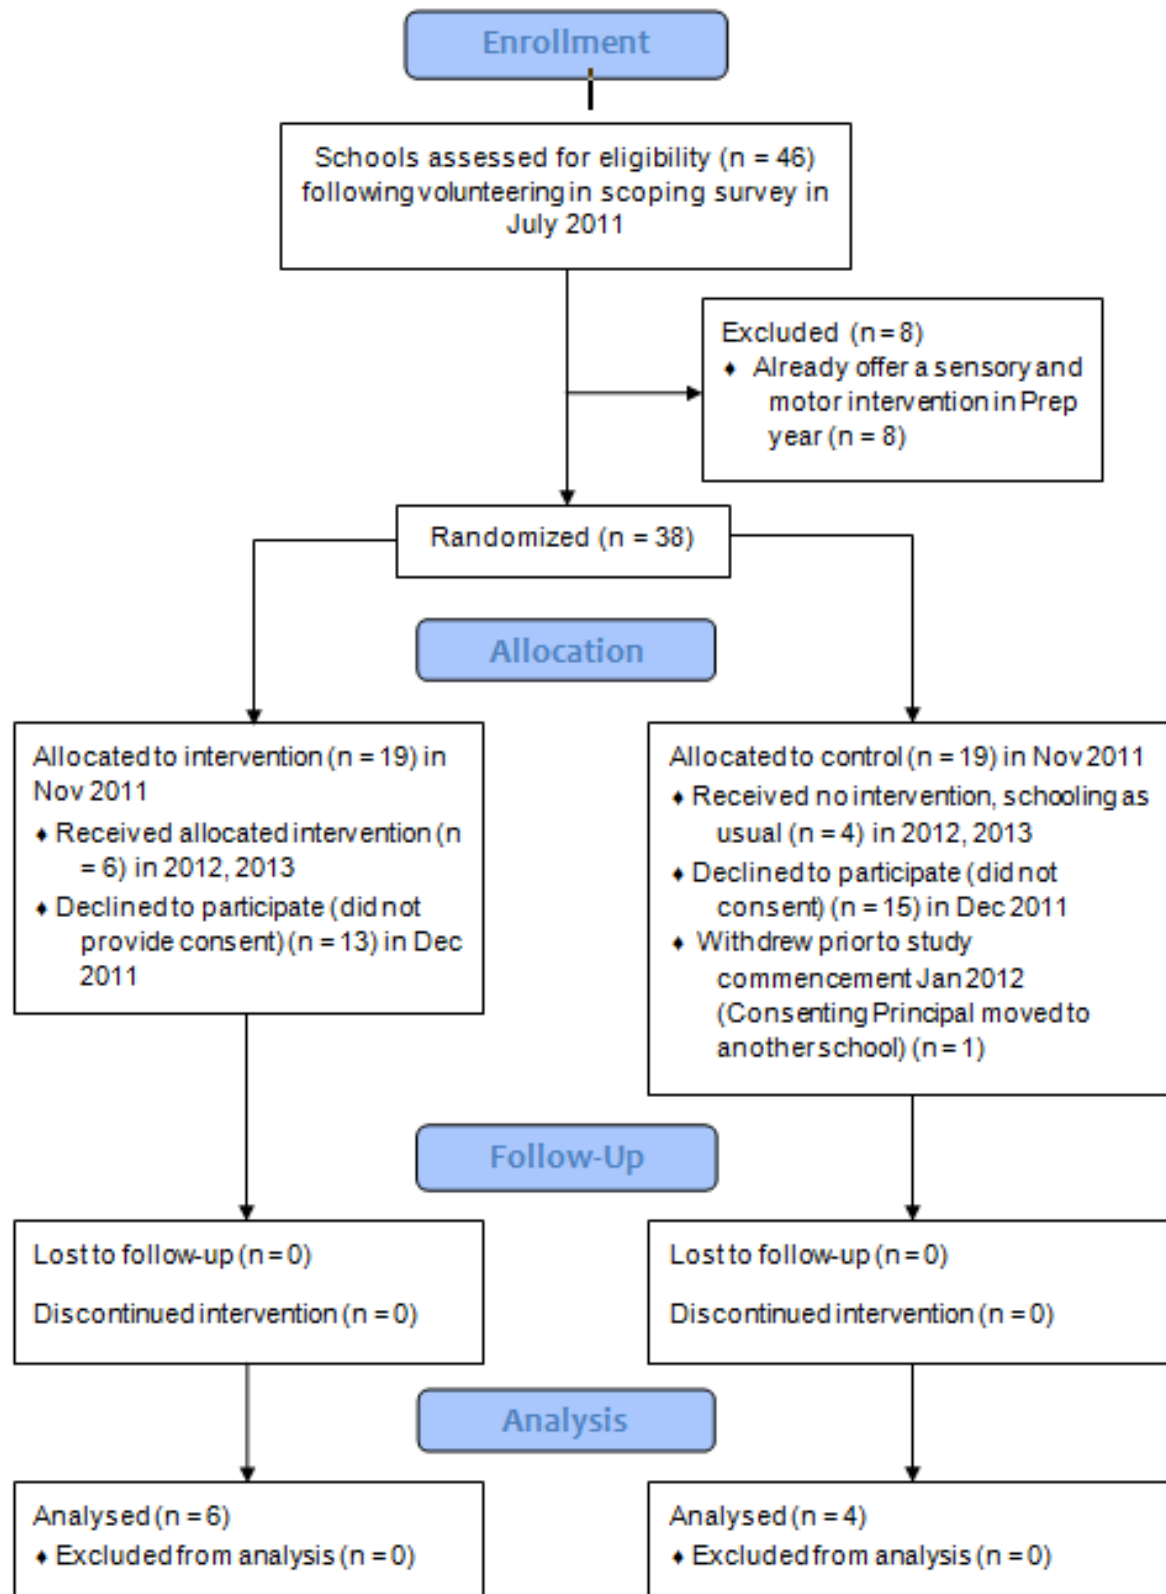 Enrollment
Schools assessed for eligibility (n = 46)
following volunteering in scoping survey in
July 2011
Excluded (n = 8)
♦ Already offer a sensory and
motor intervention in Prep
year (n = 8)
Randomized (n = 38)
Allocation
Allocated to intervention (n = 19) in
Nov 2011
♦ Received allocated intervention (n
= 6) in 2012, 2013
♦ Declined to participate (did not
provide consent) (n = 13) in Dec
2011
Allocated to control (n = 19) in Nov 2011
♦ Received no intervention, schooling as
usual (n = 4) in 2012, 2013
♦ Declined to participate (did not
consent) (n = 15) in Dec 2011
♦ Withdrew prior to study
commencement Jan 2012
(Consenting Principal moved to
another school) (n = 1)
Follow-Up
Lost to follow-up (n = 0)
Discontinued intervention (n = 0)
Lost to follow-up (n = 0)
Discontinued intervention (n = 0)
Analysis
Analysed (n = 6)
♦ Excluded from analysis (n = 0)
Analysed (n = 4)
♦ Excluded from analysis (n = 0)